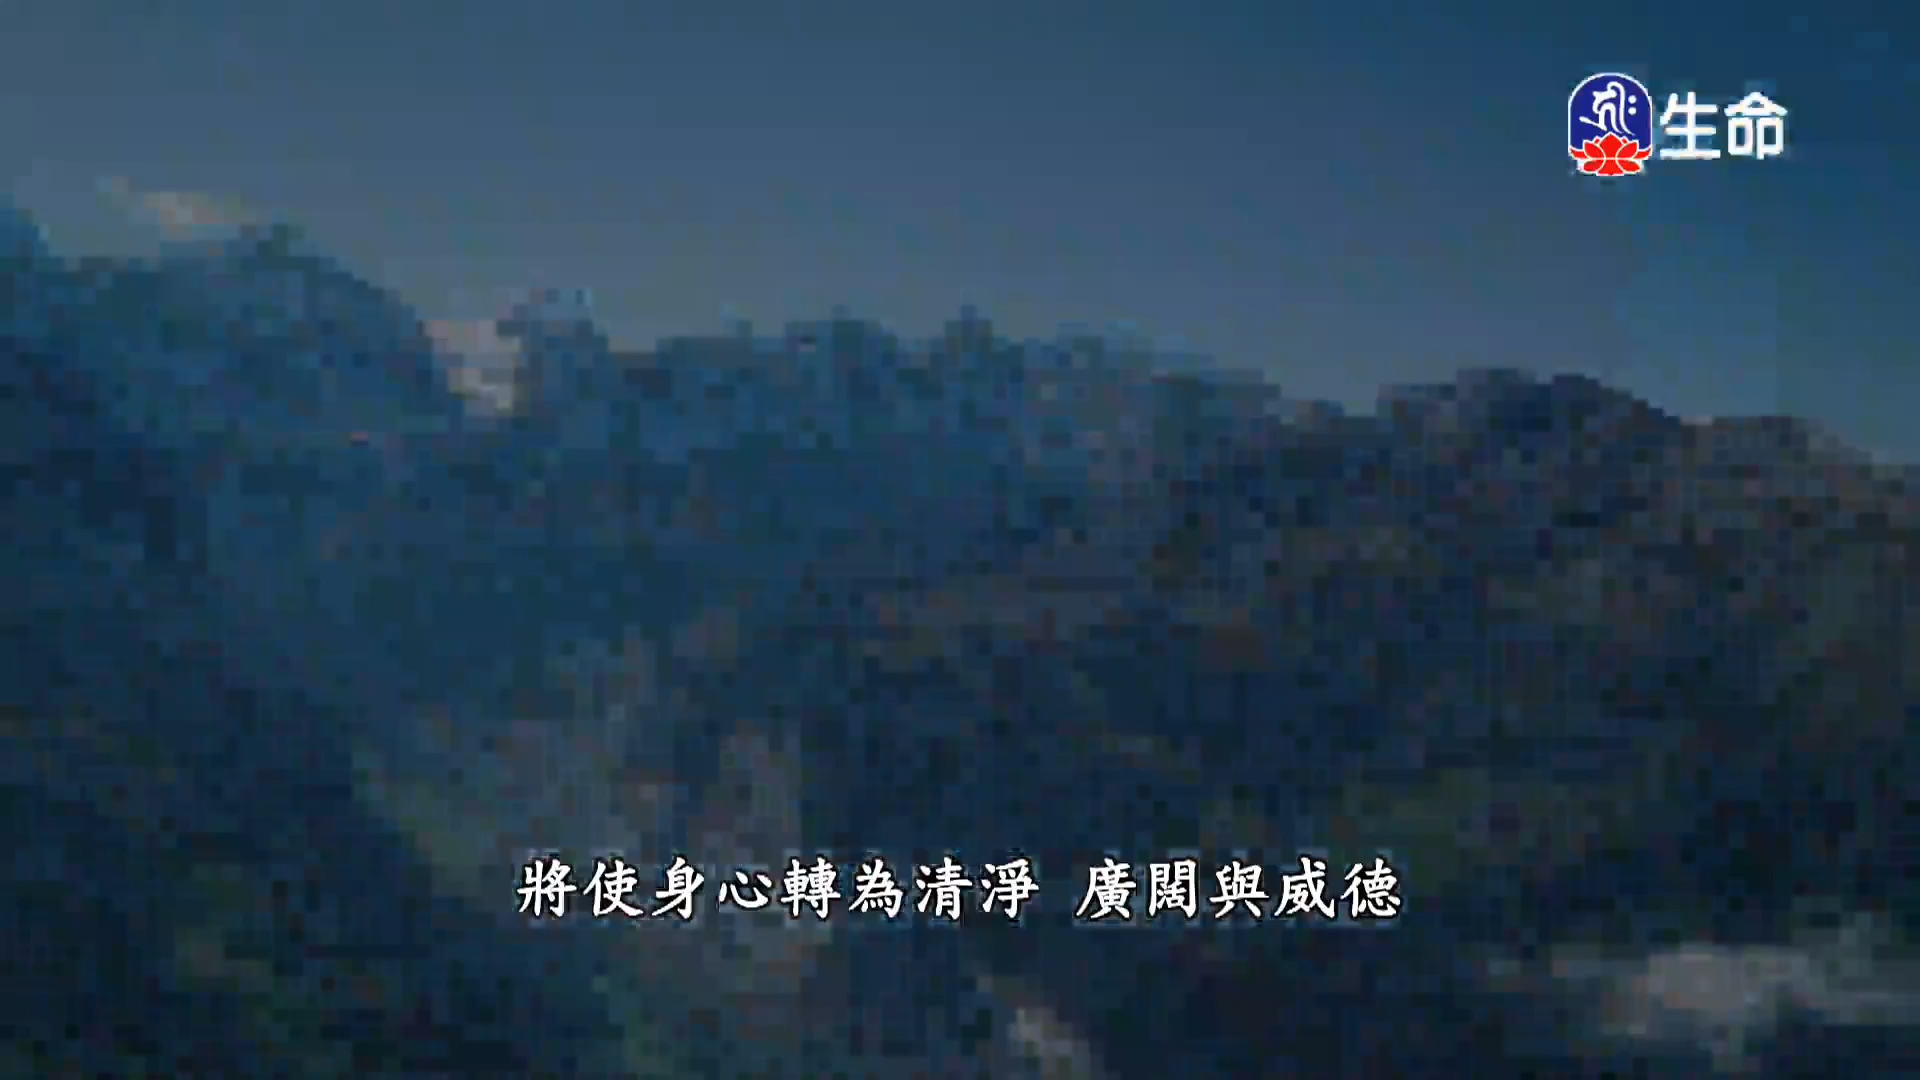 生命
將使身心轉為清淨 廣闊與威德